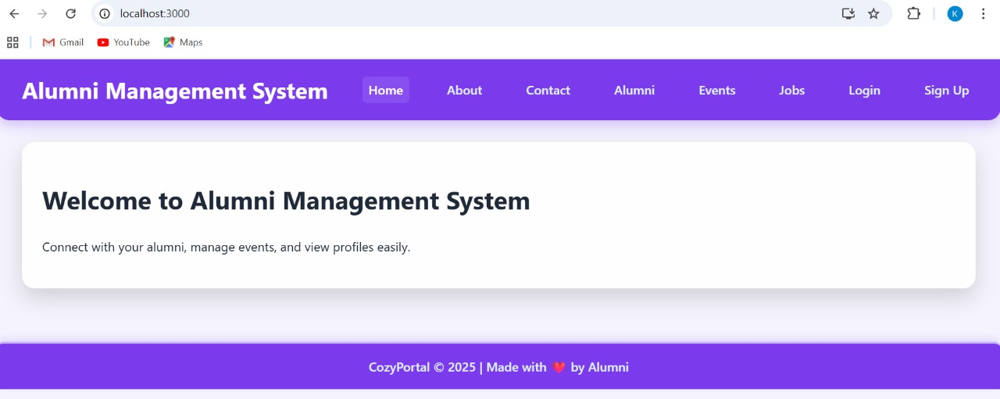 localhost:3000
K
Gmail YouTube Maps
Alumni Management System Home About Contact Alumni Events Jobs Login Sign Up
Welcome to Alumni Management System
Connect with your alumni, manage events, and view profiles easily.
CozyPortal © 2025 | Made with ❤️ by Alumni